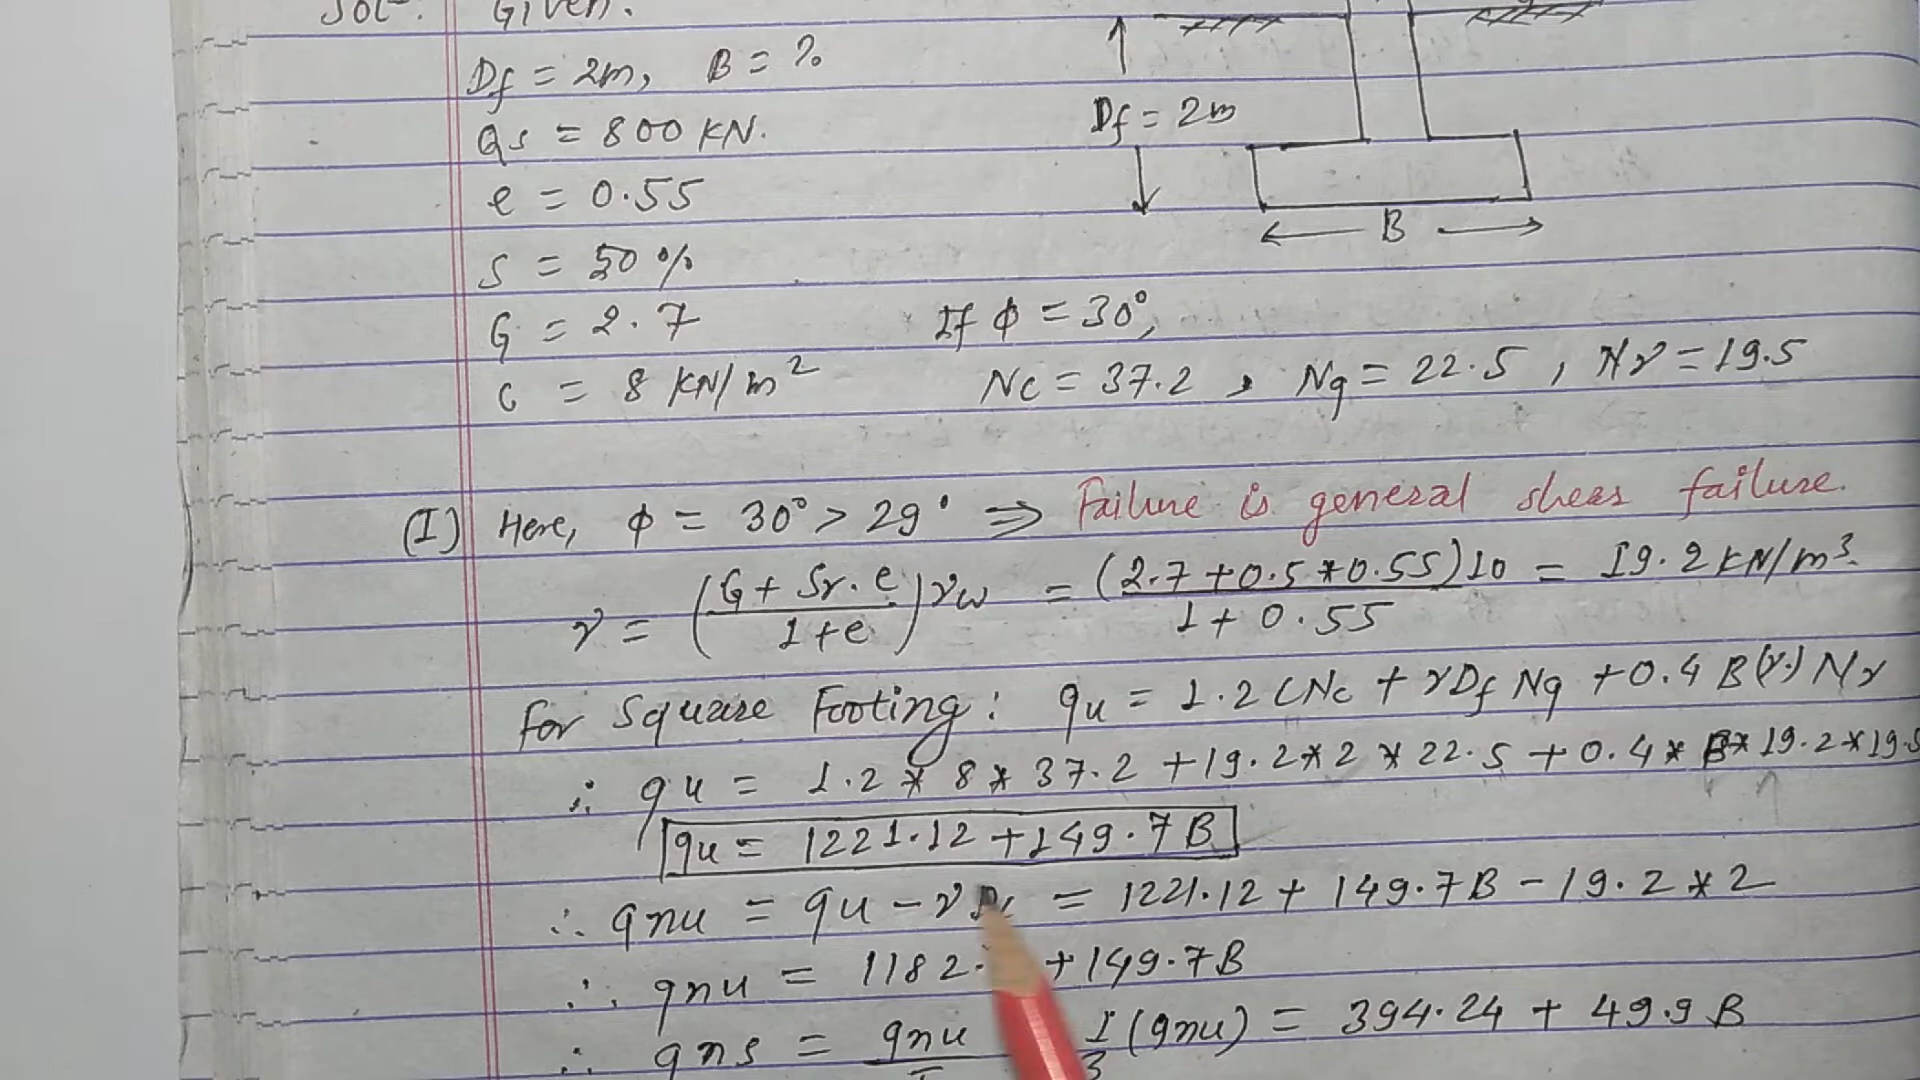 Sol. Given.
Df = 2m, B = ?
Qs = 800 KN.
e = 0.55
S = 50 %
G = 2.7
C = 8 KN/m²
Df = 2m
B
If ϕ = 30°,
Nc = 37.2 , Nq = 22.5 , Nγ = 19.5
(I) Here, ϕ = 30° > 29° ⇒ Failure is general shear failure.
γ = (G + Sr. e / 1+e) γw = (2.7 + 0.5 * 0.55)10 / 1 + 0.55 = 19.2 KN/m³.
For Square Footing : qu = 1.2 CNc + γDf Nq + 0.4 B(γ.) Nγ
∴ qu = 1.2 * 8 * 37.2 + 19.2 * 2 * 22.5 + 0.4 * B * 19.2 * 19.5
qu = 1221.12 + 149.7 B
∴ qnu = qu - γ = 1221.12 + 149.7B - 19.2 * 2
∴ qnu = 1182. + 149.7B
∴ qns = qnu 1/3 (qnu) = 394.24 + 49.9 B